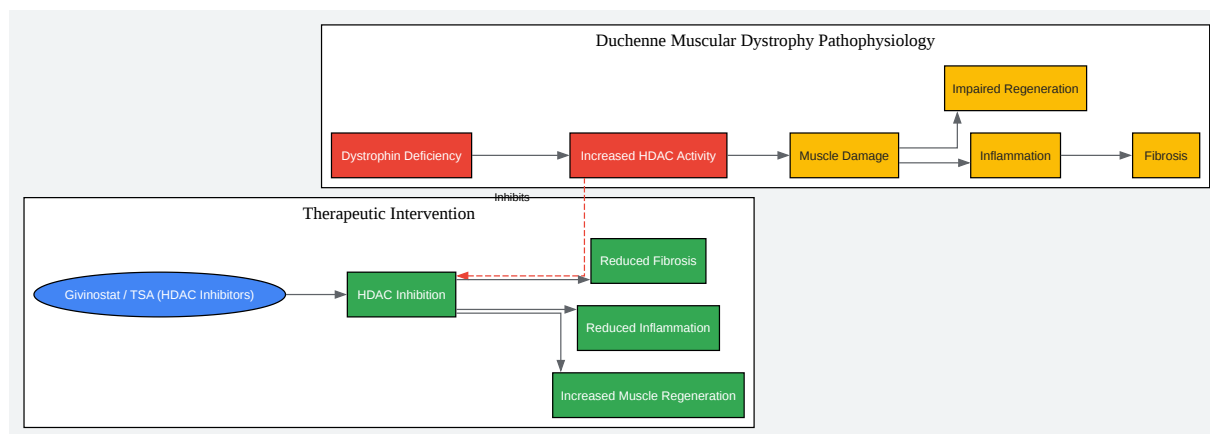 Duchenne Muscular Dystrophy Pathophysiology
Impaired Regeneration
Dystrophin Deficiency
Increased HDAC Activity
Muscle Damage
Inflammation
Fibrosis
Inhibits
Therapeutic Intervention
Reduced Fibrosis
Givinostat / TSA (HDAC Inhibitors)
HDAC Inhibition
Reduced Inflammation
Increased Muscle Regeneration